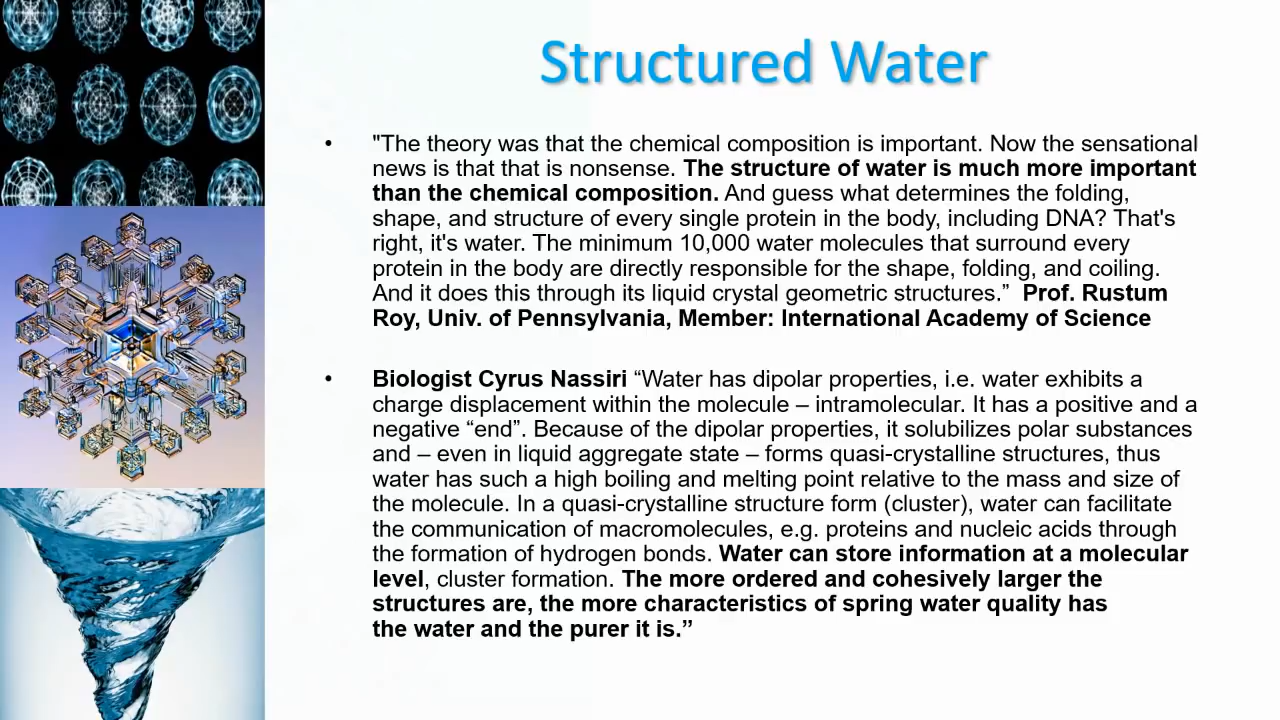 Structured Water
• "The theory was that the chemical composition is important. Now the sensational
news is that that is nonsense. The structure of water is much more important
than the chemical composition. And guess what determines the folding,
shape, and structure of every single protein in the body, including DNA? That's
right, it's water. The minimum 10,000 water molecules that surround every
protein in the body are directly responsible for the shape, folding, and coiling.
And it does this through its liquid crystal geometric structures.” Prof. Rustum
Roy, Univ. of Pennsylvania, Member: International Academy of Science
• Biologist Cyrus Nassiri “Water has dipolar properties, i.e. water exhibits a
charge displacement within the molecule – intramolecular. It has a positive and a
negative “end”. Because of the dipolar properties, it solubilizes polar substances
and – even in liquid aggregate state – forms quasi-crystalline structures, thus
water has such a high boiling and melting point relative to the mass and size of
the molecule. In a quasi-crystalline structure form (cluster), water can facilitate
the communication of macromolecules, e.g. proteins and nucleic acids through
the formation of hydrogen bonds. Water can store information at a molecular
level, cluster formation. The more ordered and cohesively larger the
structures are, the more characteristics of spring water quality has
the water and the purer it is.”